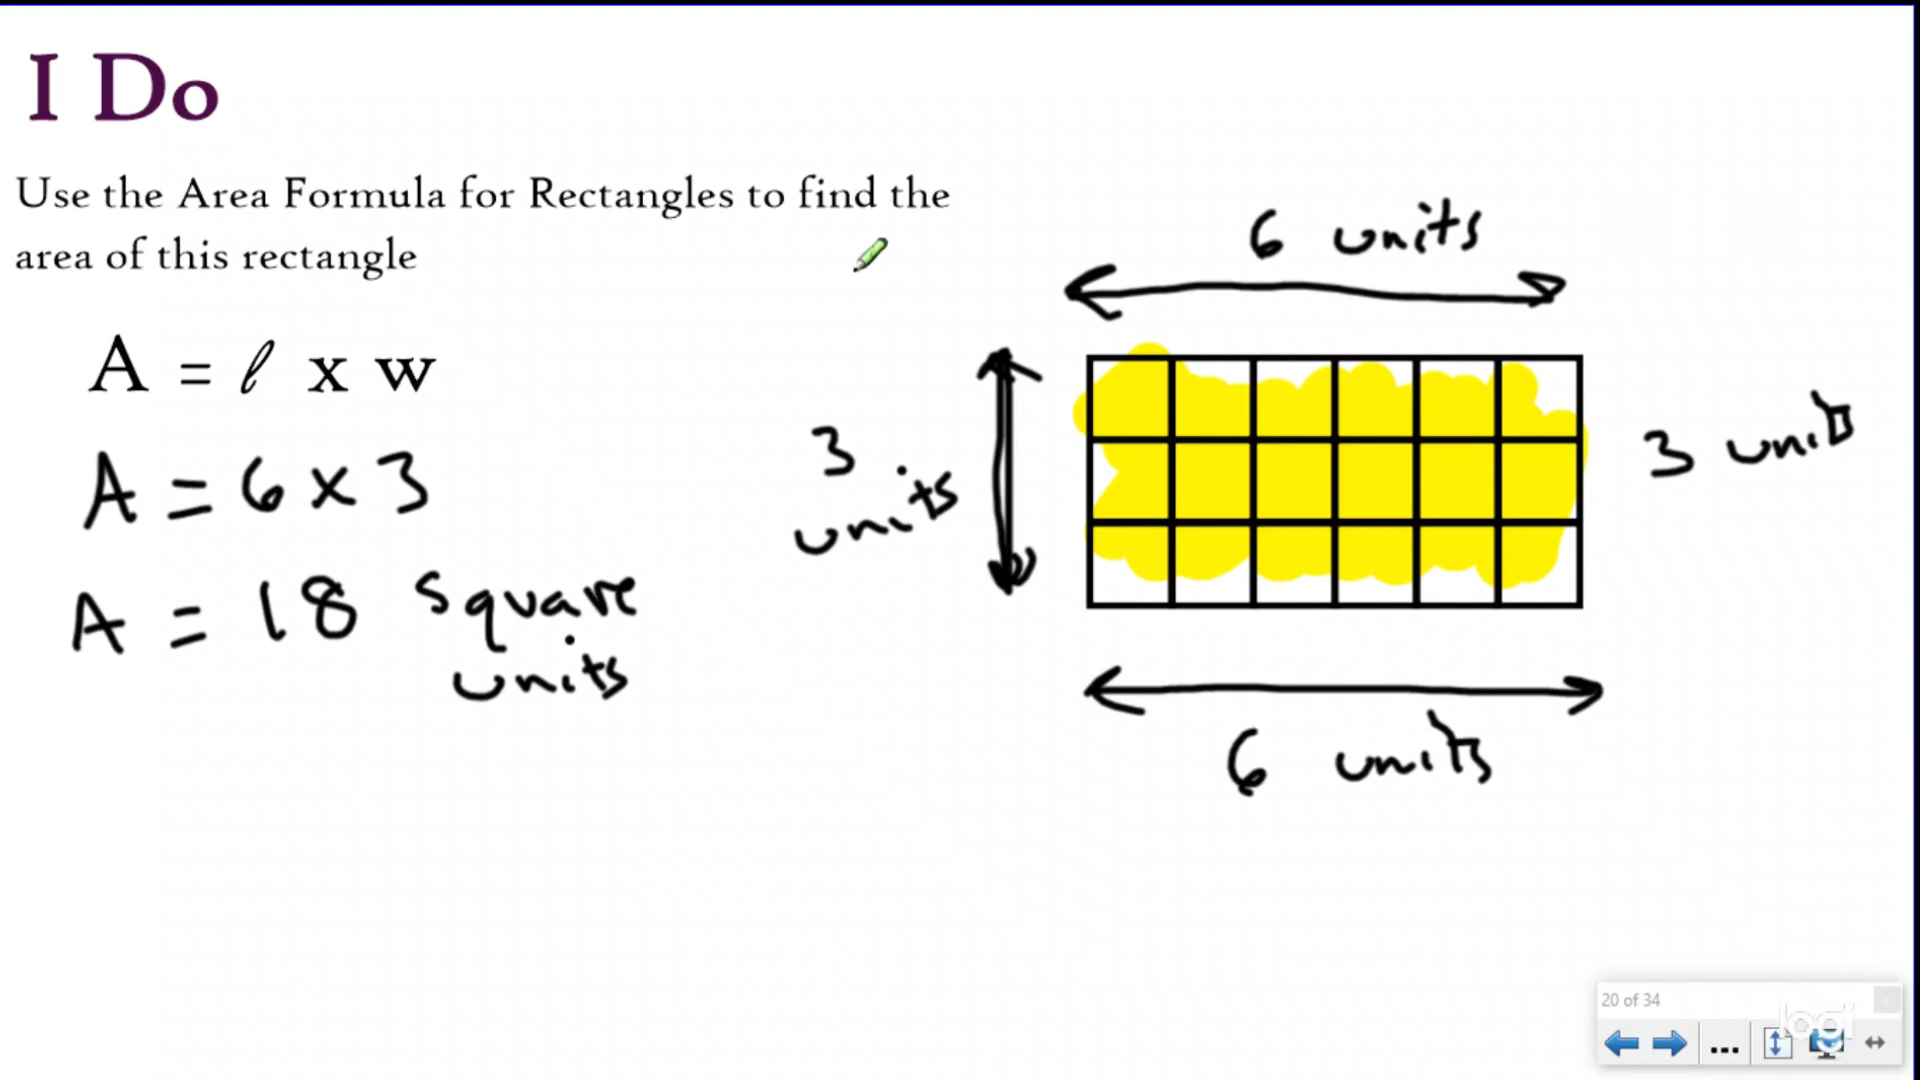 I Do
Use the Area Formula for Rectangles to find the
area of this rectangle
A = ℓ x w
A = 6 x 3
A = 18 square
units
6 units
3
units
3 units
6 units
20 of 34
logi